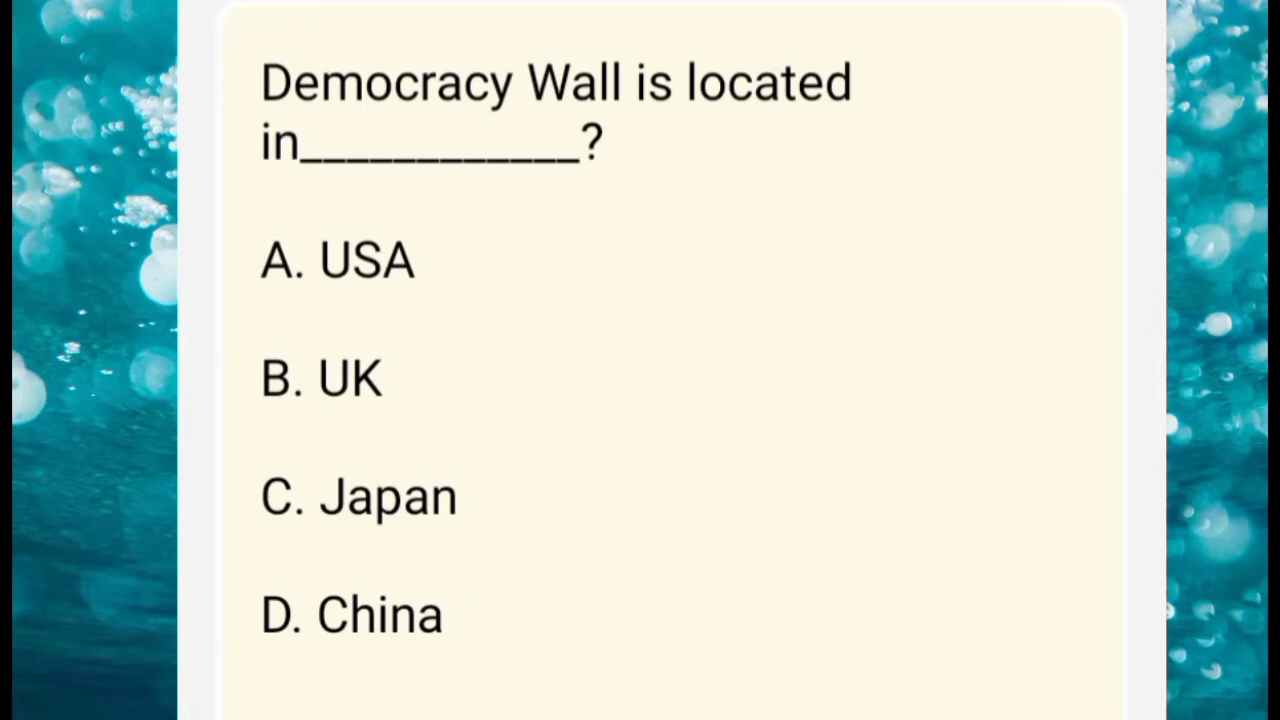 Democracy Wall is located
in____________?
A. USA
B. UK
C. Japan
D. China